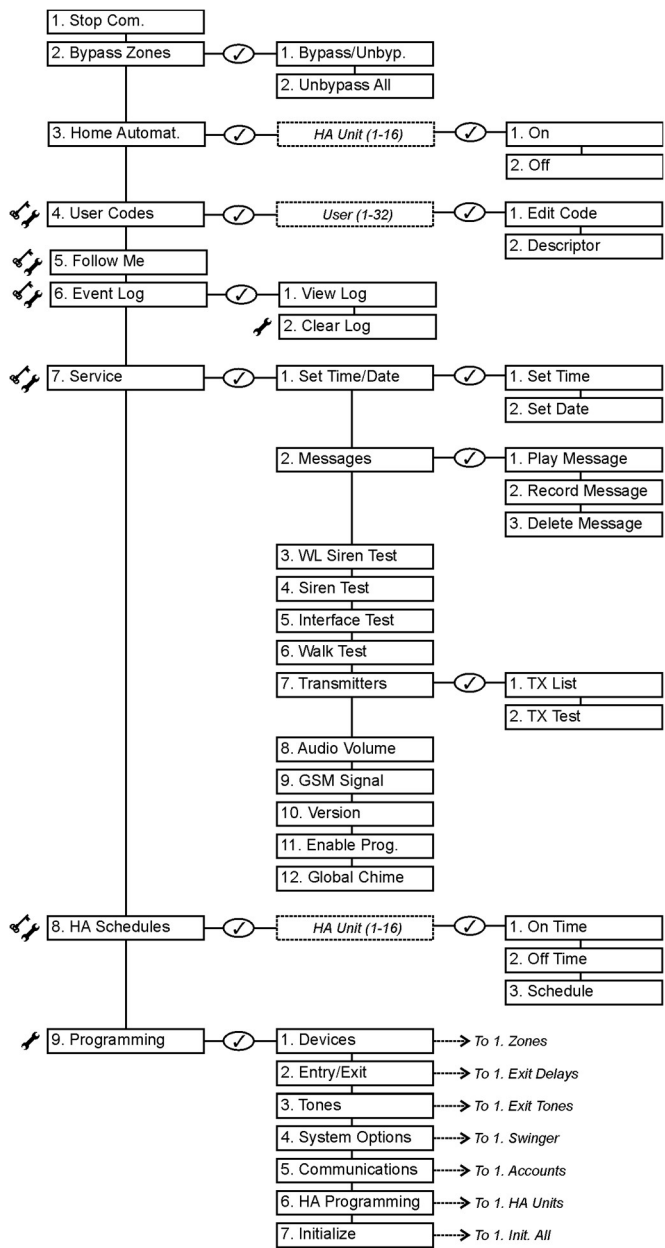 1. Stop Com.
2. Bypass Zones
1. Bypass/Unbyp.
2. Unbypass All
3. Home Automat.
HA Unit (1-16)
1. On
2. Off
4. User Codes
User (1-32)
1. Edit Code
2. Descriptor
5. Follow Me
6. Event Log
1. View Log
2. Clear Log
7. Service
1. Set Time/Date
1. Set Time
2. Set Date
2. Messages
1. Play Message
2. Record Message
3. Delete Message
3. WL Siren Test
4. Siren Test
5. Interface Test
6. Walk Test
7. Transmitters
1. TX List
2. TX Test
8. Audio Volume
9. GSM Signal
10. Version
11. Enable Prog.
12. Global Chime
8. HA Schedules
HA Unit (1-16)
1. On Time
2. Off Time
3. Schedule
9. Programming
1. Devices
To 1. Zones
2. Entry/Exit
To 1. Exit Delays
3. Tones
To 1. Exit Tones
4. System Options
To 1. Swinger
5. Communications
To 1. Accounts
6. HA Programming
To 1. HA Units
7. Initialize
To 1. Init. All